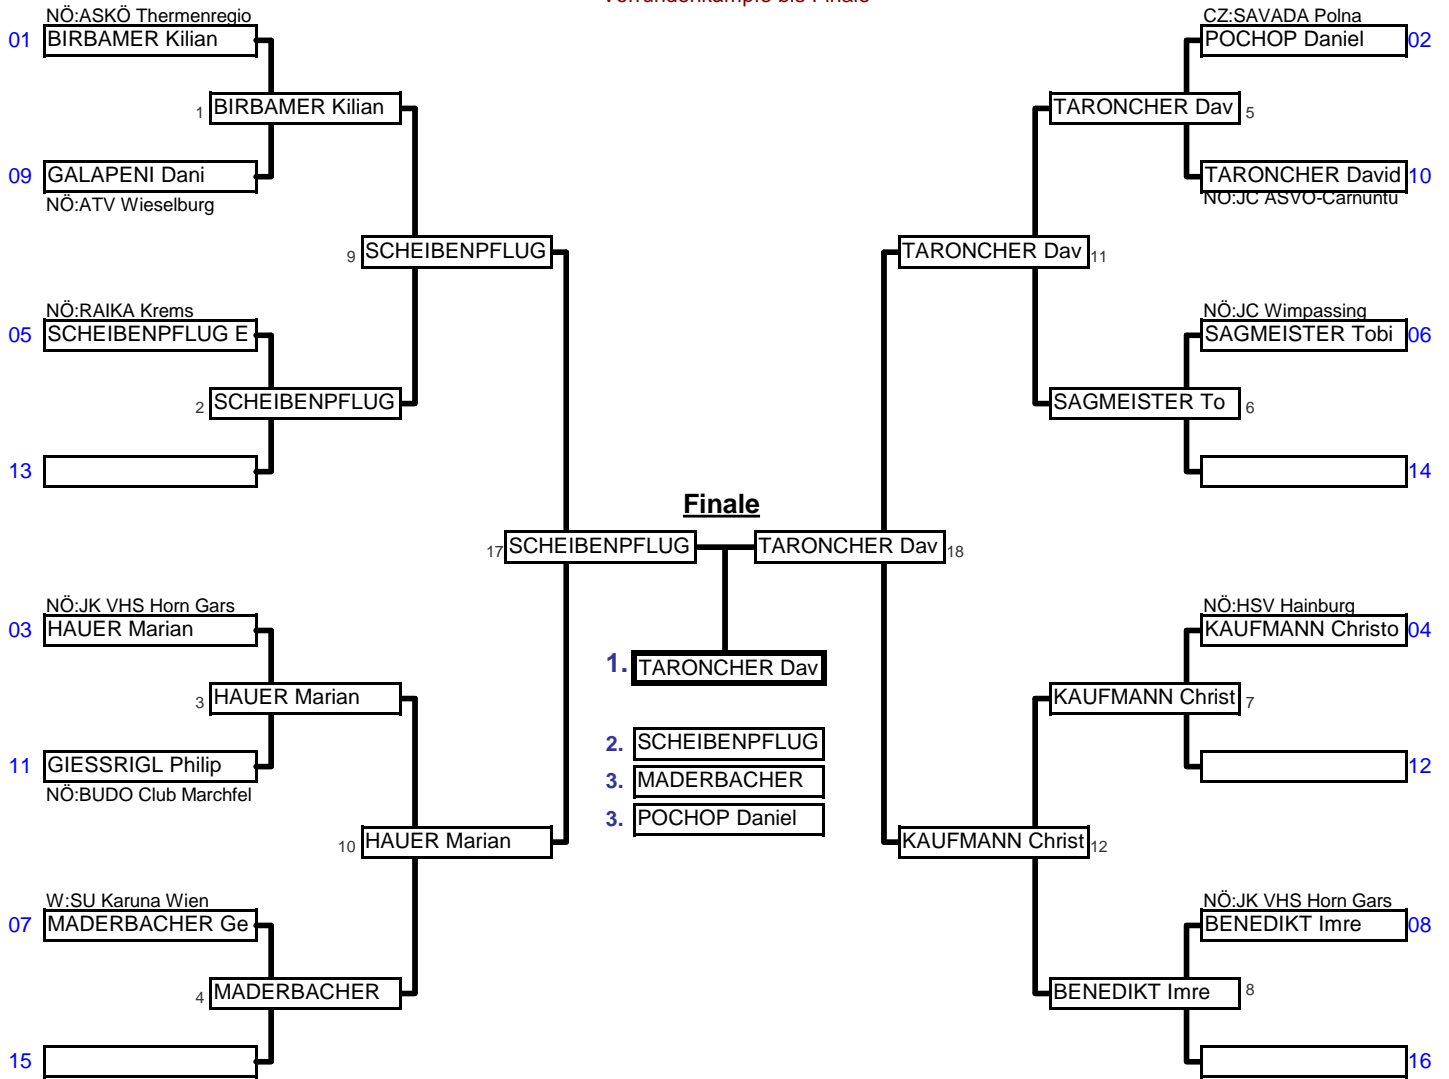 Vorrundenkämpfe bis Finale
NÖ:ASKÖ Thermenregio
01 BIRBAMER Kilian
1 BIRBAMER Kilian
09 GALAPENI Dani
NÖ:ATV Wieselburg
9 SCHEIBENPFLUG
NÖ:RAIKA Krems
05 SCHEIBENPFLUG E
2 SCHEIBENPFLUG
13
17 SCHEIBENPFLUG
NÖ:JK VHS Horn Gars
03 HAUER Marian
3 HAUER Marian
11 GIESSRIGL Philip
NÖ:BUDO Club Marchfel
10 HAUER Marian
W:SU Karuna Wien
07 MADERBACHER Ge
4 MADERBACHER
15
Finale
1. TARONCHER Dav
2. SCHEIBENPFLUG
3. MADERBACHER
3. POCHOP Daniel
CZ:SAVADA Polna
POCHOP Daniel 02
TARONCHER Dav 5
TARONCHER David 10
NÖ:JC ASVÖ-Carnuntu
TARONCHER Dav 11
NÖ:JC Wimpassing
SAGMEISTER Tobi 06
SAGMEISTER To 6
14
TARONCHER Dav 18
NÖ:HSV Hainburg
KAUFMANN Christo 04
KAUFMANN Christ 7
12
KAUFMANN Christ 12
NÖ:JK VHS Horn Gars
BENEDIKT Imre 08
BENEDIKT Imre 8
16